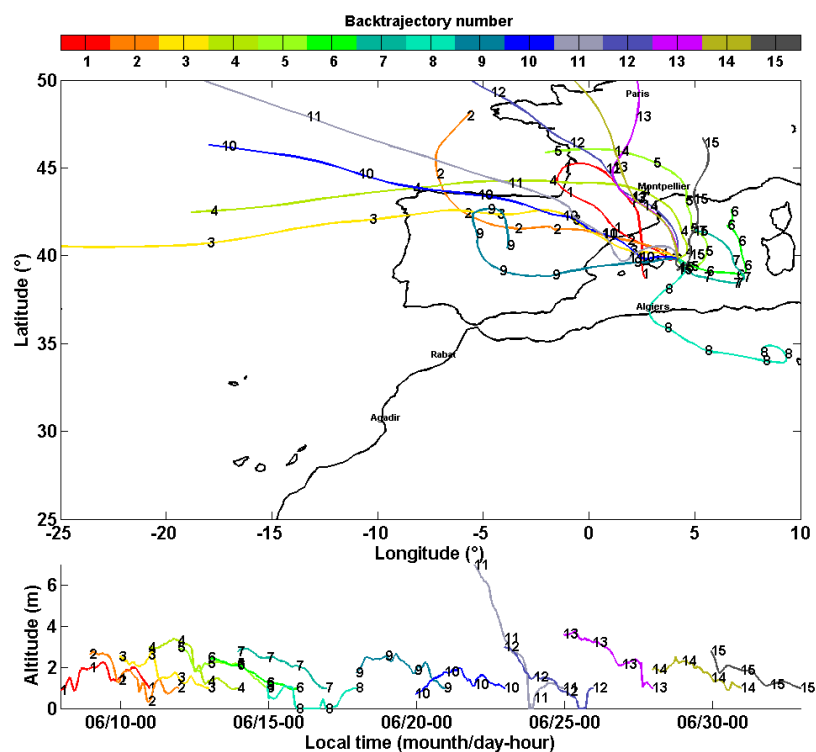 Backtrajectory number
1 2 3 4 5 6 7 8 9 10 11 12 13 14 15
50
45
40
35
30
25
Latitude (°)
Paris
Montpellier
Algiers
Rabat
Agadir
-25 -20 -15 -10 -5 0 5 10
Longitude (°)
6
4
2
0
Altitude (m)
06/10-00 06/15-00 06/20-00 06/25-00 06/30-00
Local time (mounth/day-hour)